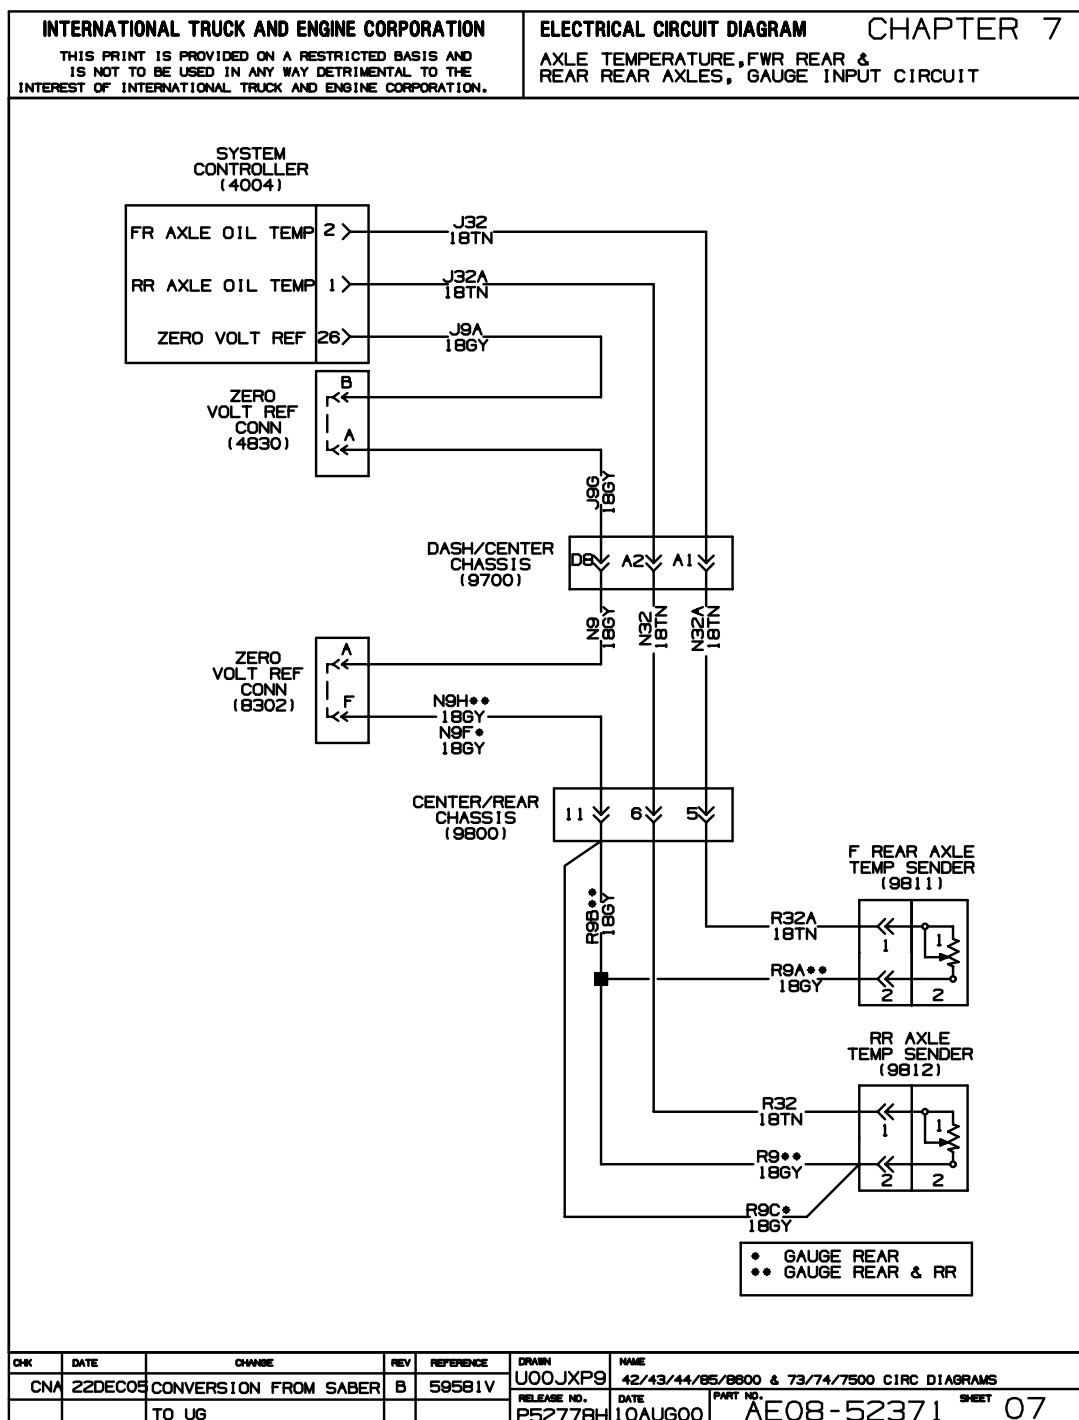 INTERNATIONAL TRUCK AND ENGINE CORPORATION
THIS PRINT IS PROVIDED ON A RESTRICTED BASIS AND
IS NOT TO BE USED IN ANY WAY DETRIMENTAL TO THE
INTEREST OF INTERNATIONAL TRUCK AND ENGINE CORPORATION.
ELECTRICAL CIRCUIT DIAGRAM CHAPTER 7
AXLE TEMPERATURE,FWR REAR &
REAR REAR AXLES, GAUGE INPUT CIRCUIT
SYSTEM
CONTROLLER
(4004)
FR AXLE OIL TEMP 2
J32
18TN
RR AXLE OIL TEMP 1
J32A
18TN
ZERO VOLT REF 26
J9A
18GY
ZERO
VOLT REF
CONN
(4830)
B
A
J9G
18GY
DASH/CENTER
CHASSIS
(9700)
D8 A2 A1
N9
18GY
N32
18TN
N32A
18TN
ZERO
VOLT REF
CONN
(8302)
A
F
N9H**
18GY
N9F*
18GY
CENTER/REAR
CHASSIS
(9800)
11 6 5
F REAR AXLE
TEMP SENDER
(9811)
R9B**
18GY
R32A
18TN
1 1
R9A**
18GY
2 2
RR AXLE
TEMP SENDER
(9812)
R32
18TN
1 1
R9**
18GY
2 2
R9C*
18GY
* GAUGE REAR
** GAUGE REAR & RR
CHK DATE CHANGE REV REFERENCE DRAWN NAME
CNA 22DEC05 CONVERSION FROM SABER B 59581V U00JXP9 42/43/44/85/8600 & 73/74/7500 CIRC DIAGRAMS
RELEASE NO. DATE PART NO. SHEET
TO UG P52778H 10AUG00 AE08-52371 07